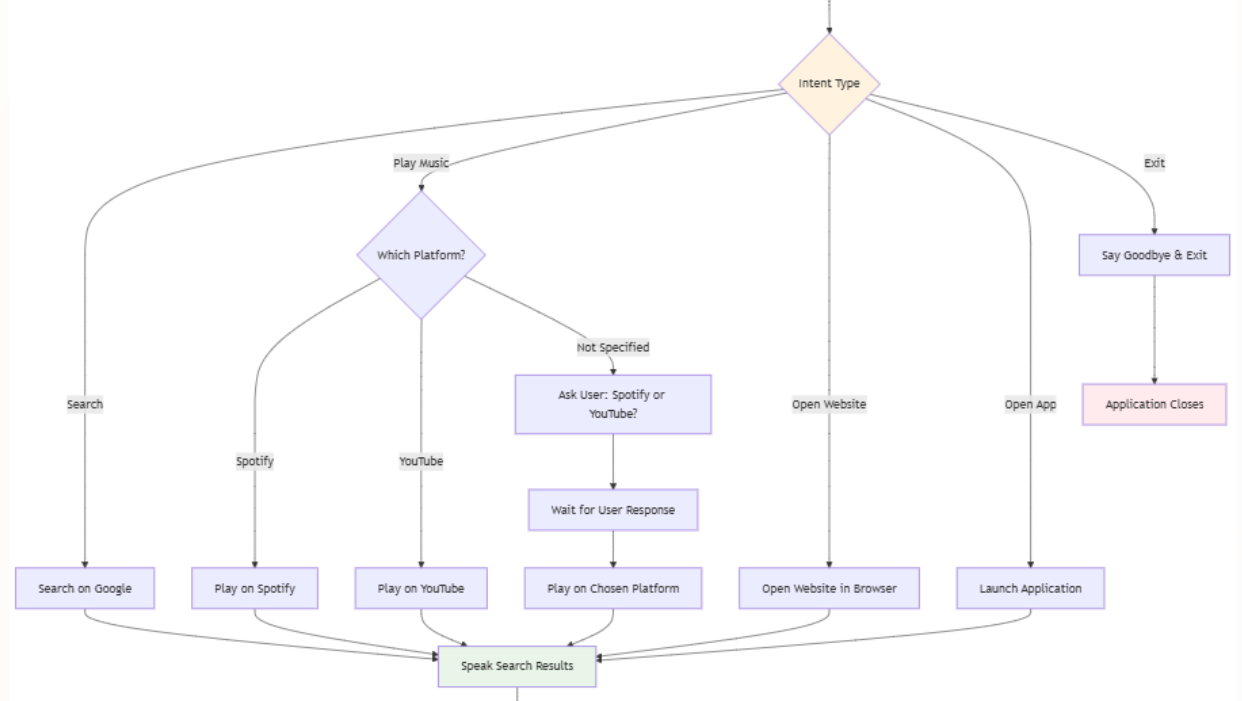 Intent Type
Play Music
Exit
Which Platform?
Say Goodbye & Exit
Not Specified
Search
Ask User: Spotify or
YouTube?
Open Website
Open App
Application Closes
Spotify
YouTube
Wait for User Response
Search on Google
Play on Spotify
Play on YouTube
Play on Chosen Platform
Open Website in Browser
Launch Application
Speak Search Results